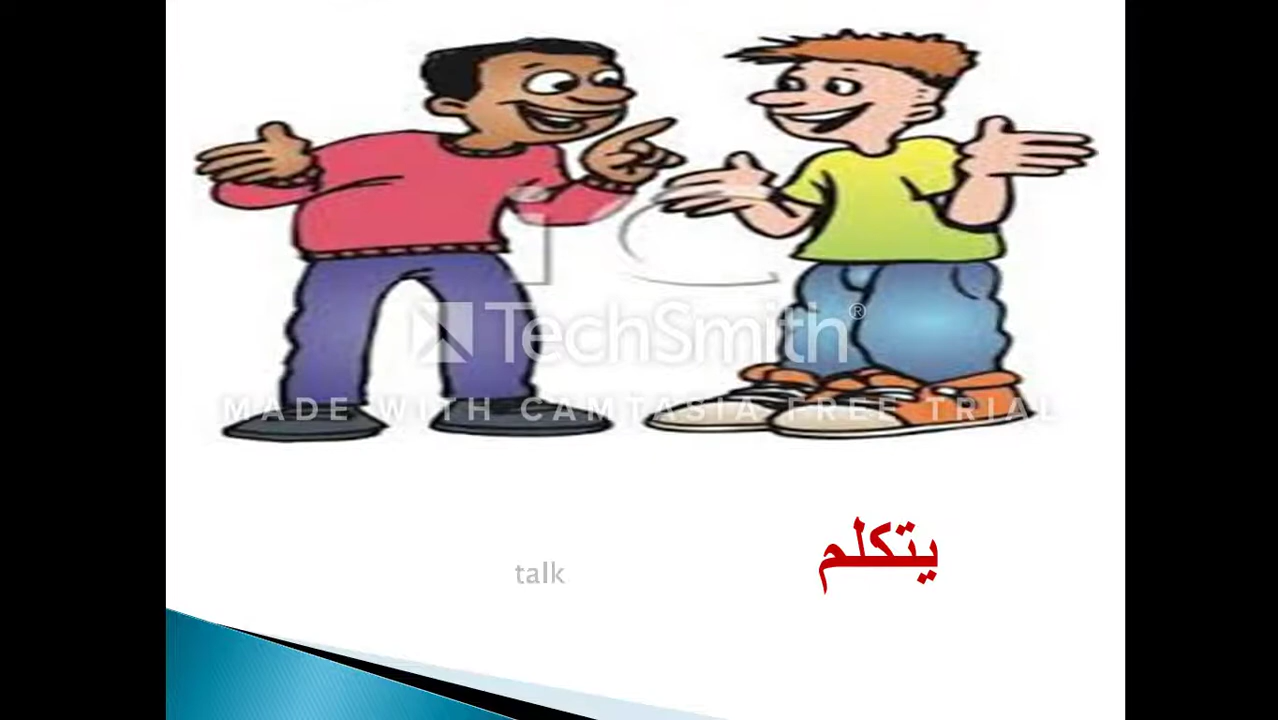 TechSmith®
MADE WITH CAMTASIA FREE TRIAL
talk
يتكلم